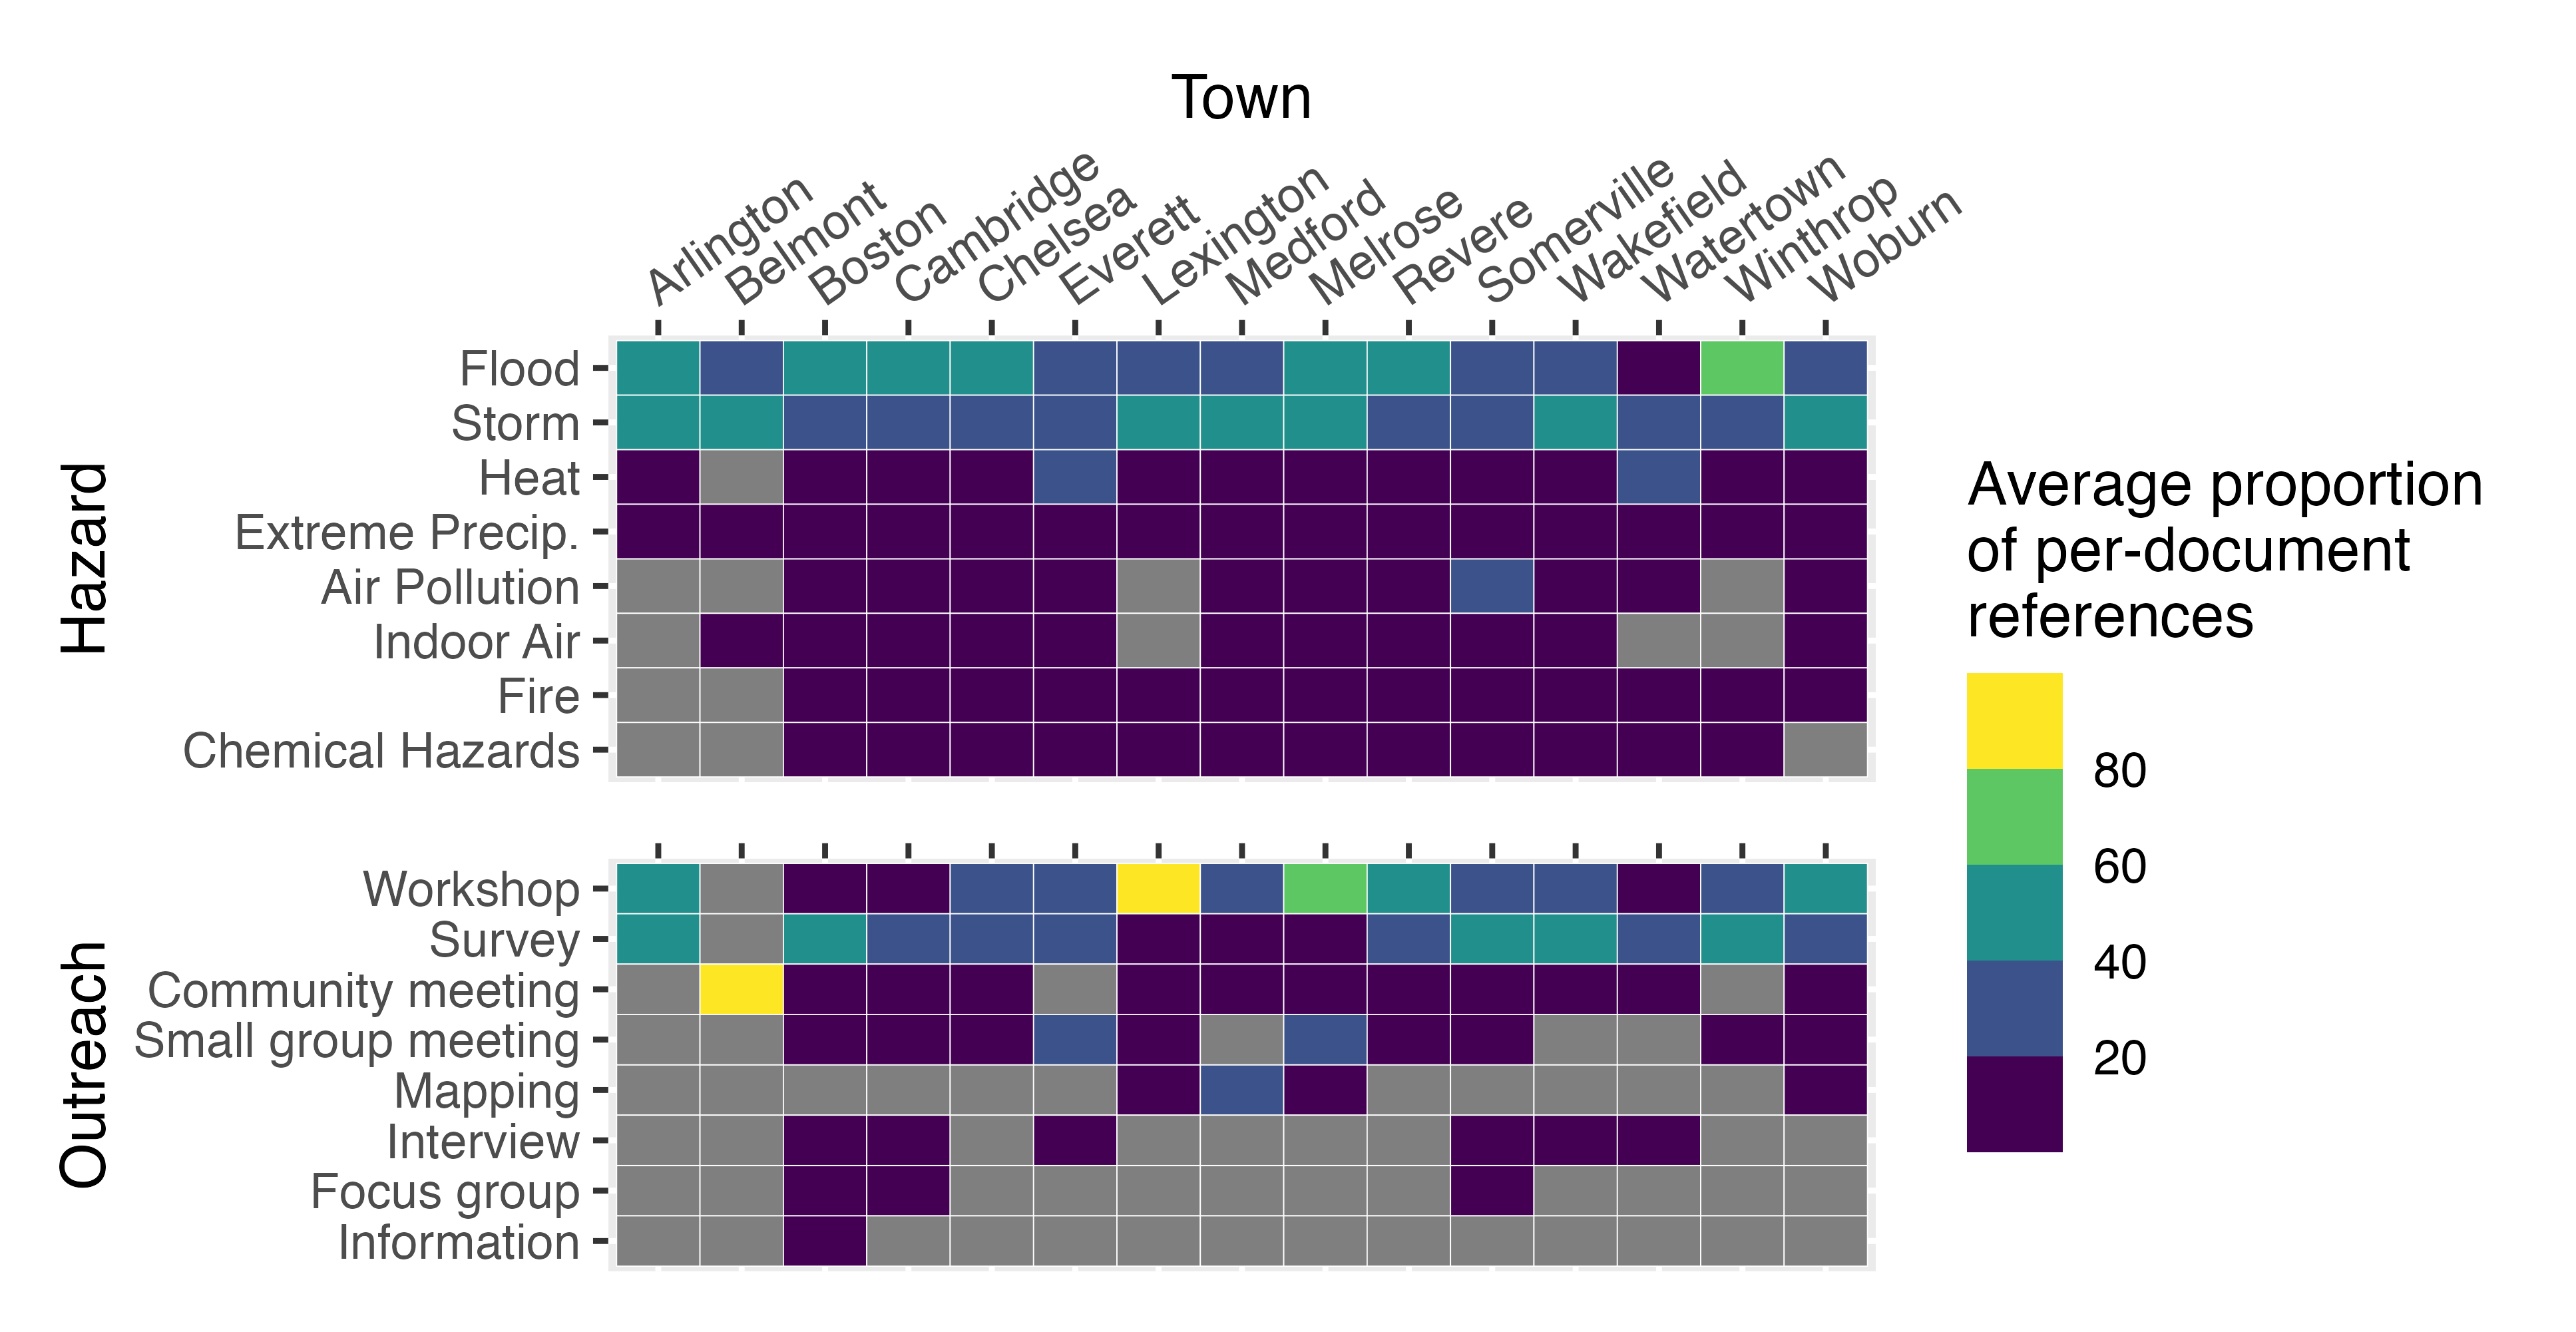 Town
Arlington
Belmont
Boston
Cambridge
Chelsea
Everett
Lexington
Medford
Melrose
Revere
Somerville
Wakefield
Watertown
Winthrop
Woburn
Hazard
Flood
Storm
Heat
Extreme Precip.
Air Pollution
Indoor Air
Fire
Chemical Hazards
Outreach
Workshop
Survey
Community meeting
Small group meeting
Mapping
Interview
Focus group
Information
Average proportion
of per-document
references
80
60
40
20